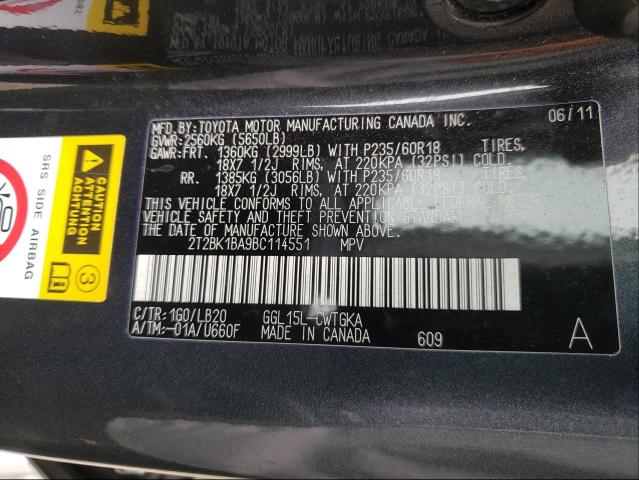 MFD.BY:TOYOTA MOTOR MANUFACTURING CANADA INC. 06/11
GVWR: 2560KG (5650LB)
GAWR:FRT. 1360KG (2999LB) WITH P235/60R18 TIRES.
18X7 1/2J RIMS, AT 220KPA (32PSI) COLD.
RR. 1385KG (3056LB) WITH P235/60R18 TIRES.
18X7 1/2J RIMS, AT 220KPA (32PSI) COLD.
THIS VEHICLE CONFORMS TO ALL APPLICABLE
VEHICLE SAFETY AND THEFT PREVENTION
THE DATE OF MANUFACTURE SHOWN ABOVE.
2T2BK1BA9BC114551 MPV
C/TR:1G0/LB20 GGL15L-CWTGKA
A/TM:-01A/U660F MADE IN CANADA 609 A
SRS SIDE AIRBAG
CAUTION
ATTENTION
ACHTUNG
3